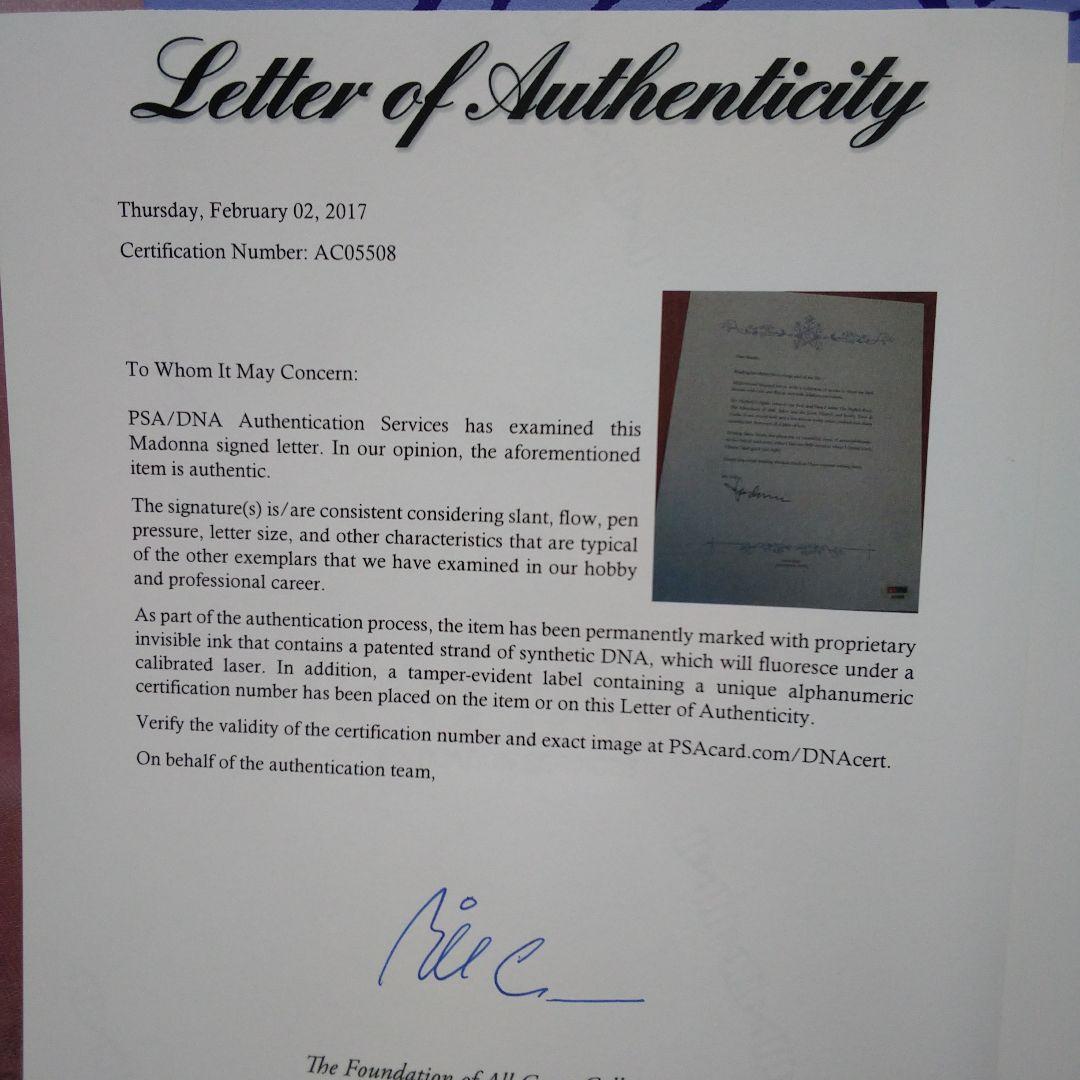 Letter of Authenticity
Thursday, February 02, 2017
Certification Number: AC05508
To Whom It May Concern:
PSA/DNA Authentication Services has examined this
Madonna signed letter. In our opinion, the aforementioned
item is authentic.
The signature(s) is/are consistent considering slant, flow, pen
pressure, letter size, and other characteristics that are typical
of the other exemplars that we have examined in our hobby
and professional career.
As part of the authentication process, the item has been permanently marked with proprietary
invisible ink that contains a patented strand of synthetic DNA, which will fluoresce under a
calibrated laser. In addition, a tamper-evident label containing a unique alphanumeric
certification number has been placed on the item or on this Letter of Authenticity.
Verify the validity of the certification number and exact image at PSAcard.com/DNAcert.
On behalf of the authentication team,
The Foundation of All